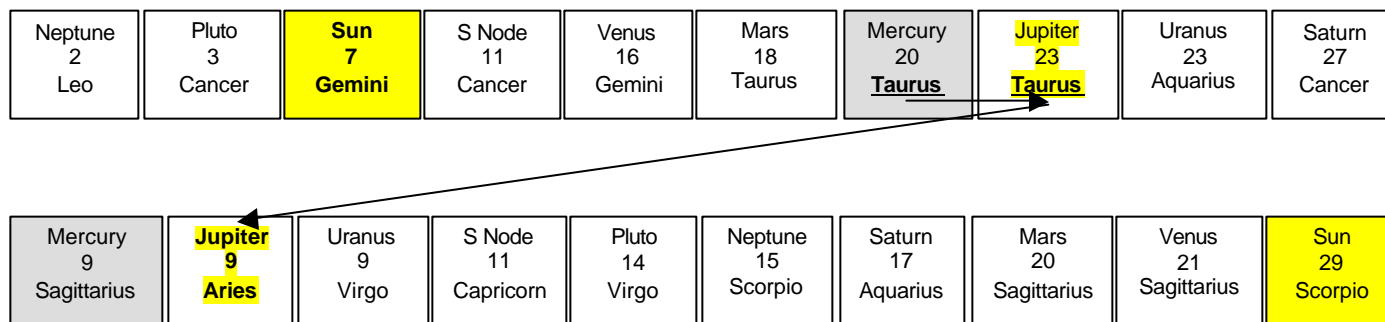 Neptune
2
Leo
Pluto
3
Cancer
Sun
7
Gemini
S Node
11
Cancer
Venus
16
Gemini
Mars
18
Taurus
Mercury
20
Taurus
Jupiter
23
Taurus
Uranus
23
Aquarius
Saturn
27
Cancer
Mercury
9
Sagittarius
Jupiter
9
Aries
Uranus
9
Virgo
S Node
11
Capricorn
Pluto
14
Virgo
Neptune
15
Scorpio
Saturn
17
Aquarius
Mars
20
Sagittarius
Venus
21
Sagittarius
Sun
29
Scorpio